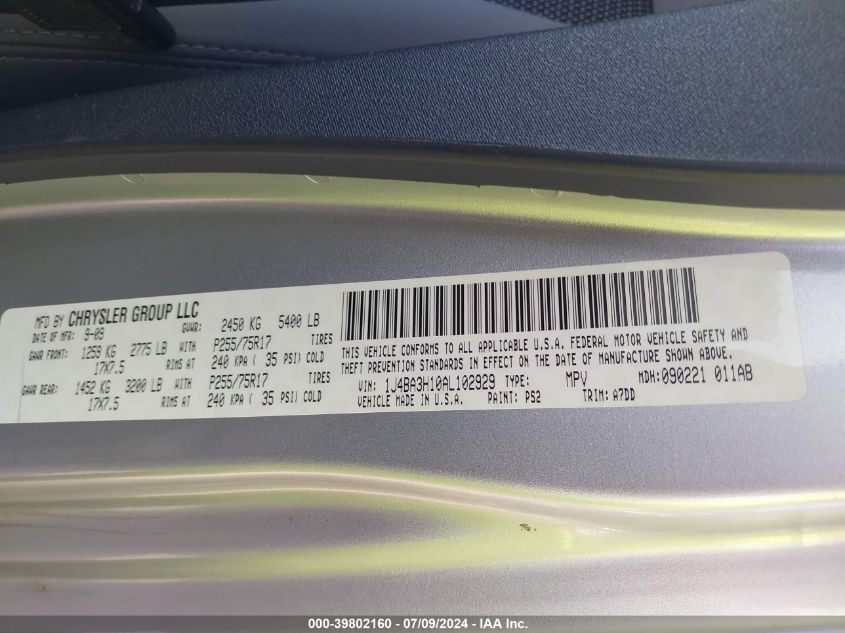 MFD BY CHRYSLER GROUP LLC
DATE OF MFR: 9-09 GVWR: 2450 KG 5400 LB
GAWR FRONT: 1259 KG 2775 LB WITH P255/75R17 TIRES
17X7.5 RIMS AT 240 KPA ( 35 PSI) COLD
GAWR REAR: 1452 KG 3200 LB WITH P255/75R17 TIRES
17X7.5 RIMS AT 240 KPA ( 35 PSI) COLD
THIS VEHICLE CONFORMS TO ALL APPLICABLE U.S.A. FEDERAL MOTOR VEHICLE SAFETY AND
THEFT PREVENTION STANDARDS IN EFFECT ON THE DATE OF MANUFACTURE SHOWN ABOVE.
VIN: 1J4BA3H10AL102929 TYPE: MPV MDH:090221 011AB
VEHICLE MADE IN U.S.A. PAINT: PS2 TRIM: A7DD
000-39802160 - 07/09/2024 - IAA Inc.